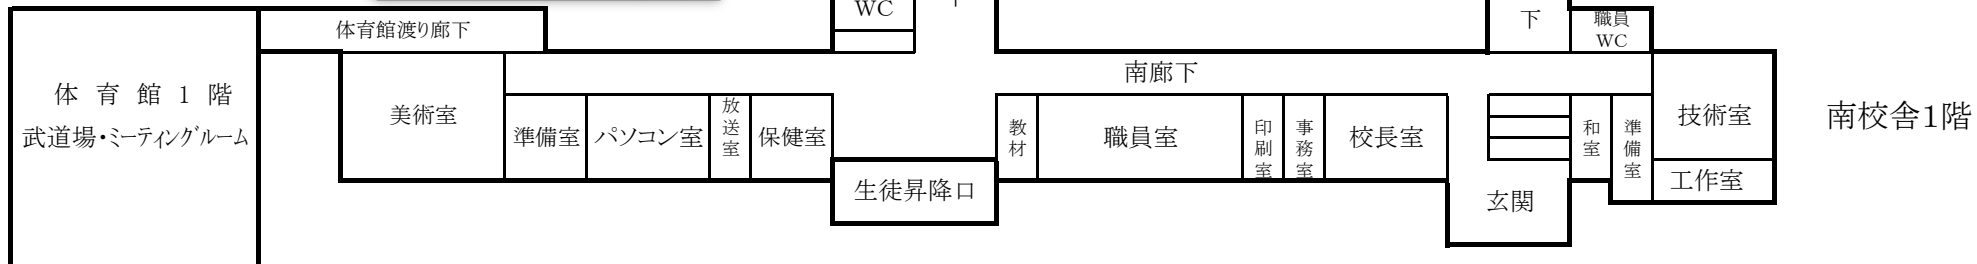 WC
下
職員
WC
体育館渡り廊下
南廊下
体 育 館 1 階
武道場・ミーティングルーム
美術室
準備室
パソコン室
放送室
保健室
生徒昇降口
教材
職員室
印刷室
事務室
校長室
玄関
和室
準備室
技術室
工作室
南校舎1階